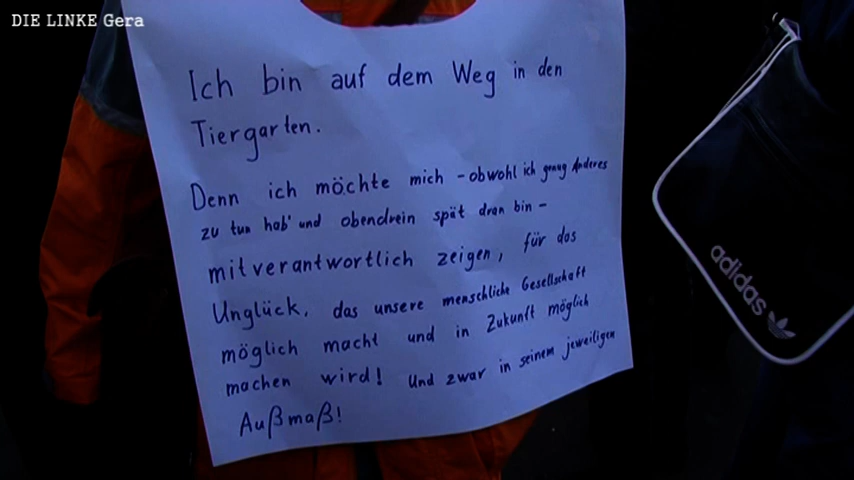 DIE LINKE Gera
Ich bin auf dem Weg in den
Tiergarten.
Denn ich möchte mich - obwohl ich genug Anderes
zu tun hab' und obendrein spät dran bin -
mitverantwortlich zeigen, für das
Unglück, das unsere menschliche Gesellschaft
möglich macht und in Zukunft möglich
machen wird! Und zwar in seinem jeweiligen
Außmaß!
adidas